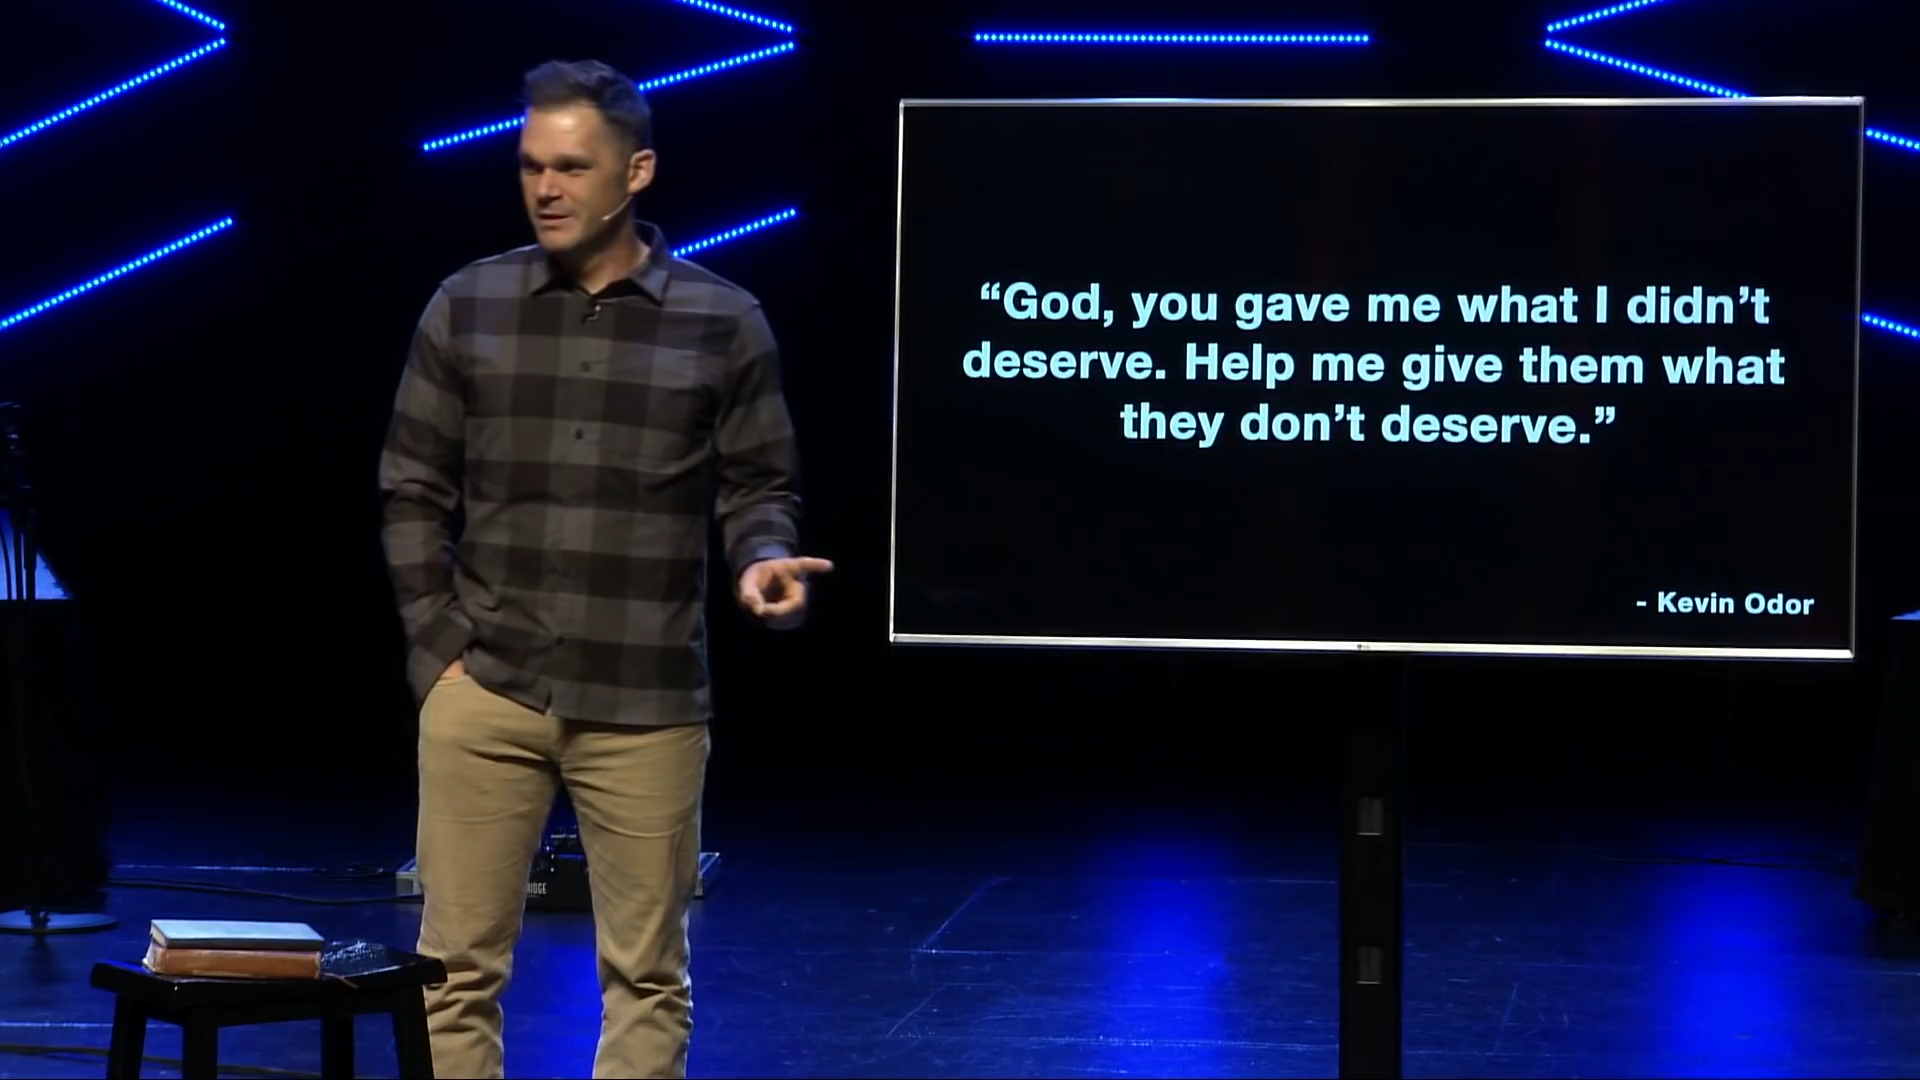 “God, you gave me what I didn’t
deserve. Help me give them what
they don’t deserve.”
- Kevin Odor